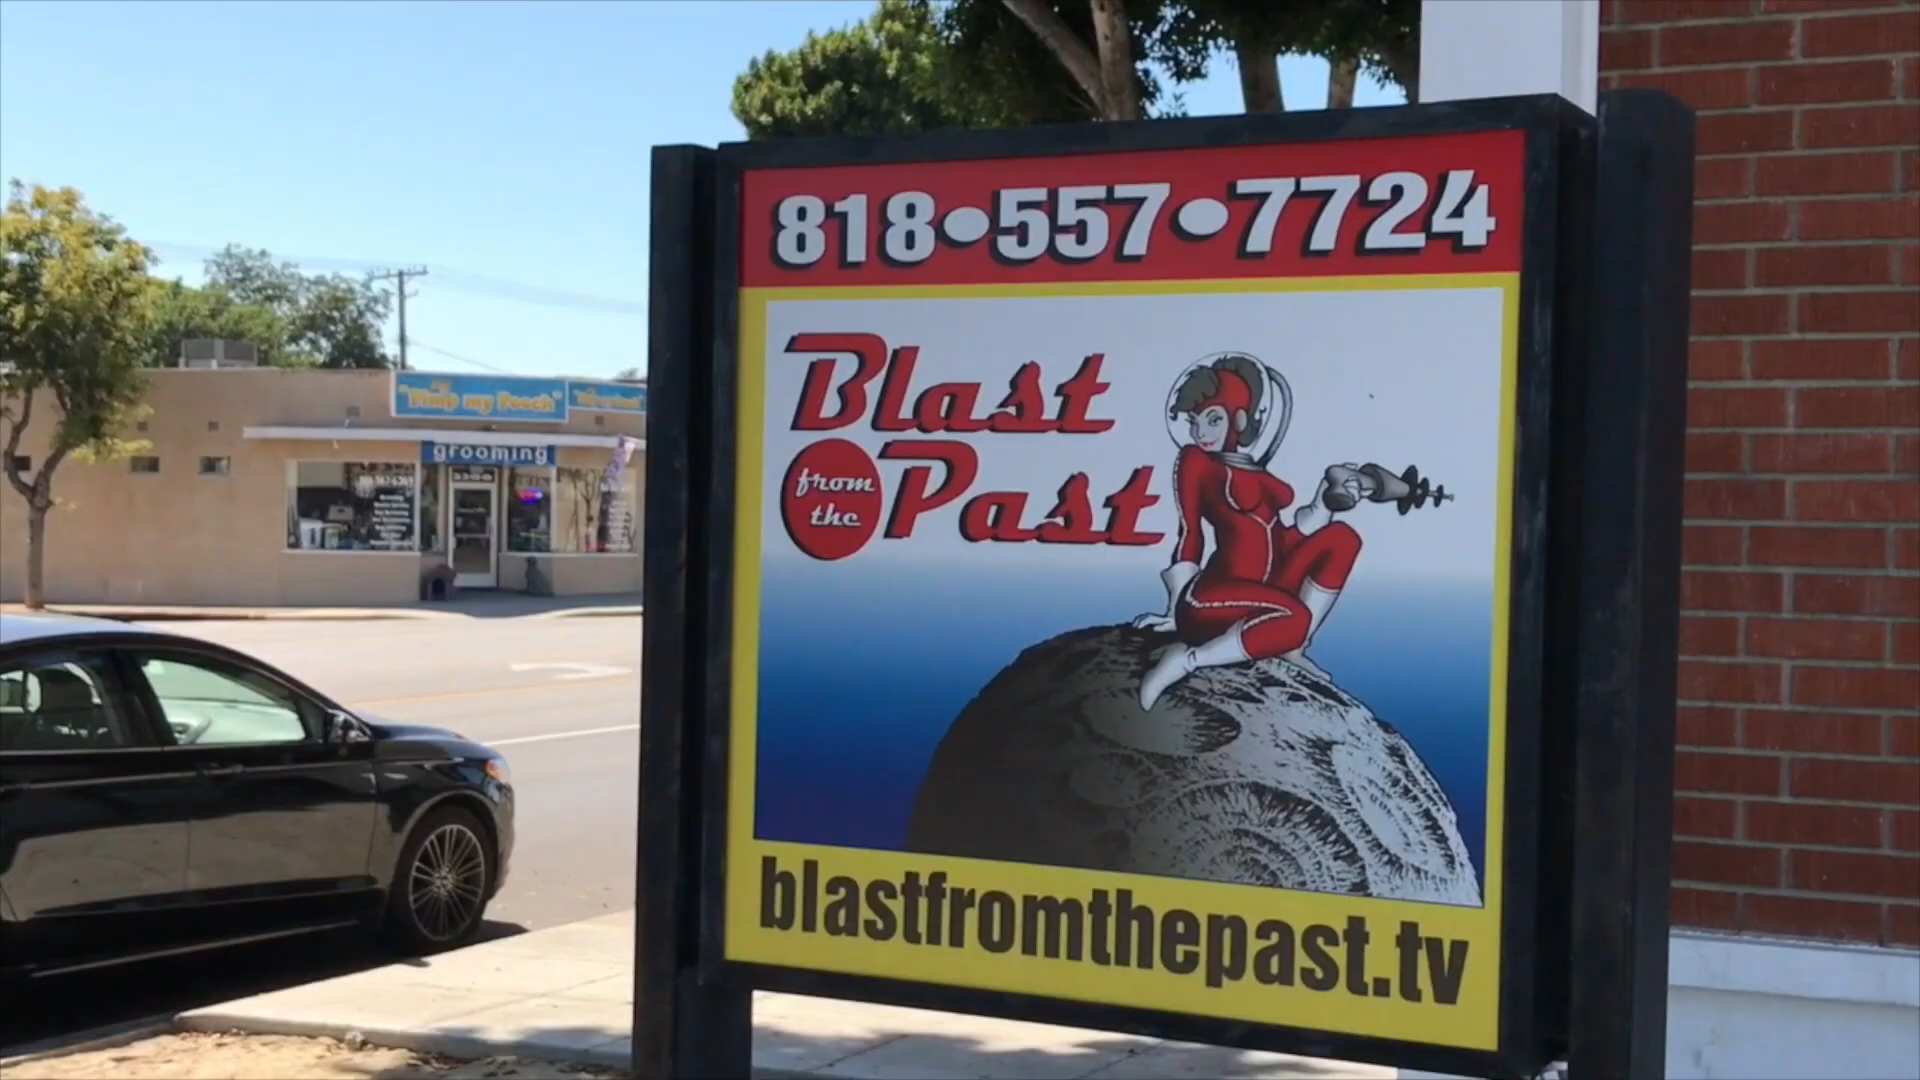 818•557•7724
Blast
from the
Past
blastfromthepast.tv
"Pimp my Pooch"
grooming